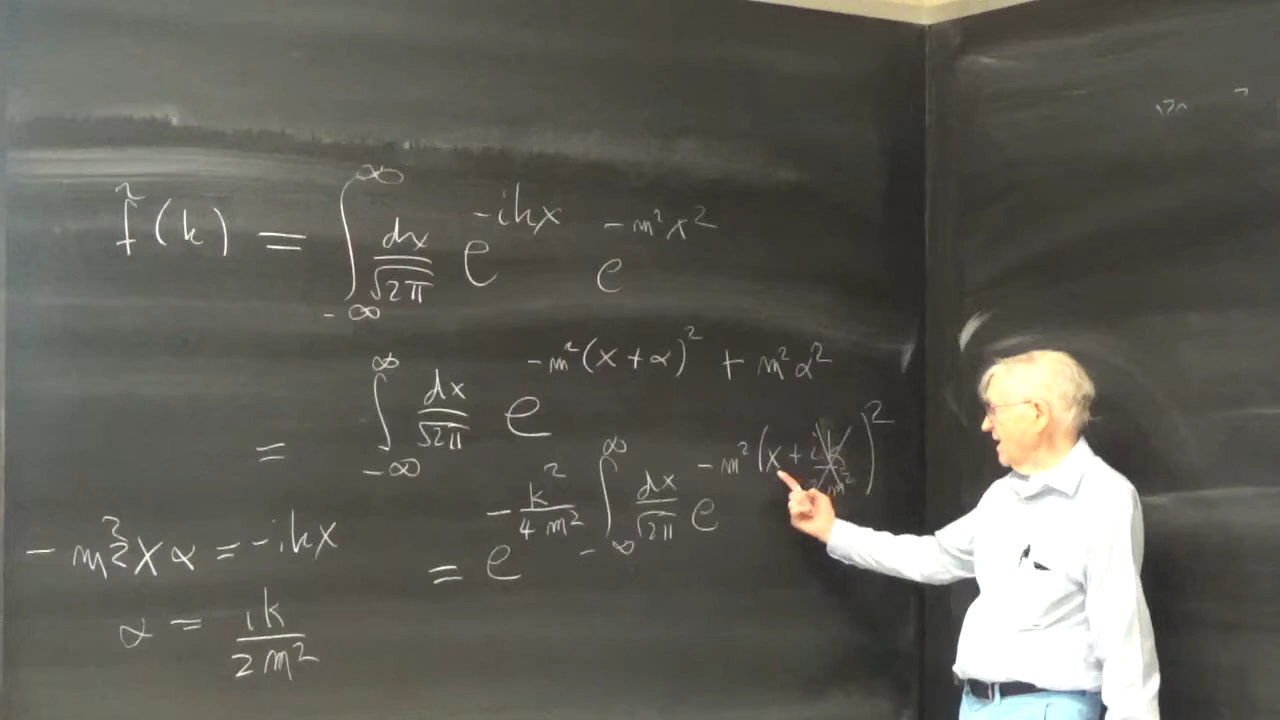 f̃(k) = ∫_{-∞}^{∞} dx/√2π e^{-ikx} e^{-m²x²}
= ∫_{-∞}^{∞} dx/√2π e^{-m²(x+α)² + m²α²}
= e^{-k²/4m²} ∫_{-∞}^{∞} dx/√2π e^{-m²(x + ik/2m²)²}
-m²2xα = -ikx
α = ik/2m²